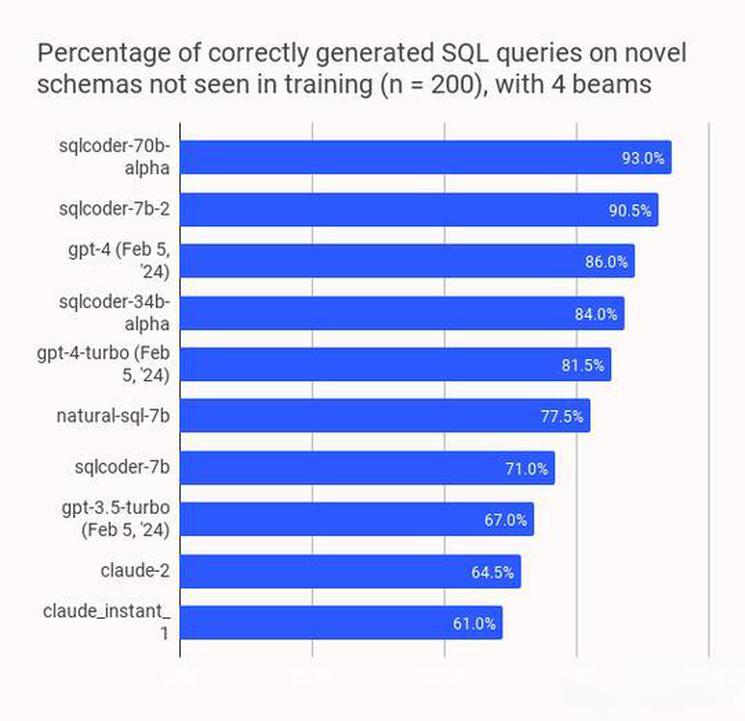 Percentage of correctly generated SQL queries on novel
schemas not seen in training (n = 200), with 4 beams
sqlcoder-70b-
alpha
93.0%
sqlcoder-7b-2
90.5%
gpt-4 (Feb 5,
'24)
86.0%
sqlcoder-34b-
alpha
84.0%
gpt-4-turbo (Feb
5, '24)
81.5%
natural-sql-7b
77.5%
sqlcoder-7b
71.0%
gpt-3.5-turbo
(Feb 5, '24)
67.0%
claude-2
64.5%
claude_instant_
1
61.0%